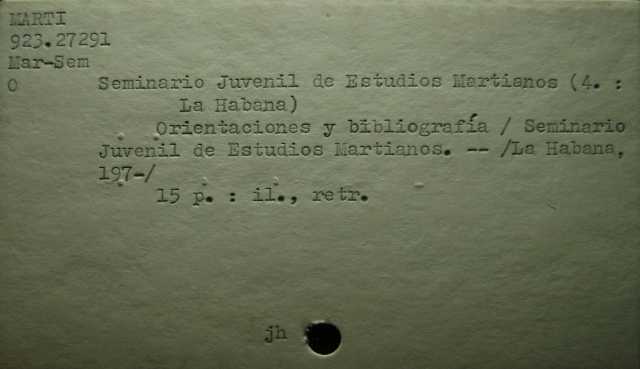 MARTI
923.27291
Mar-Sem
O Seminario Juvenil de Estudios Martianos (4. :
La Habana)
Orientaciones y bibliografía / Seminario
Juvenil de Estudios Martianos. -- /La Habana,
197-/
15 p. : il., retr.
jh